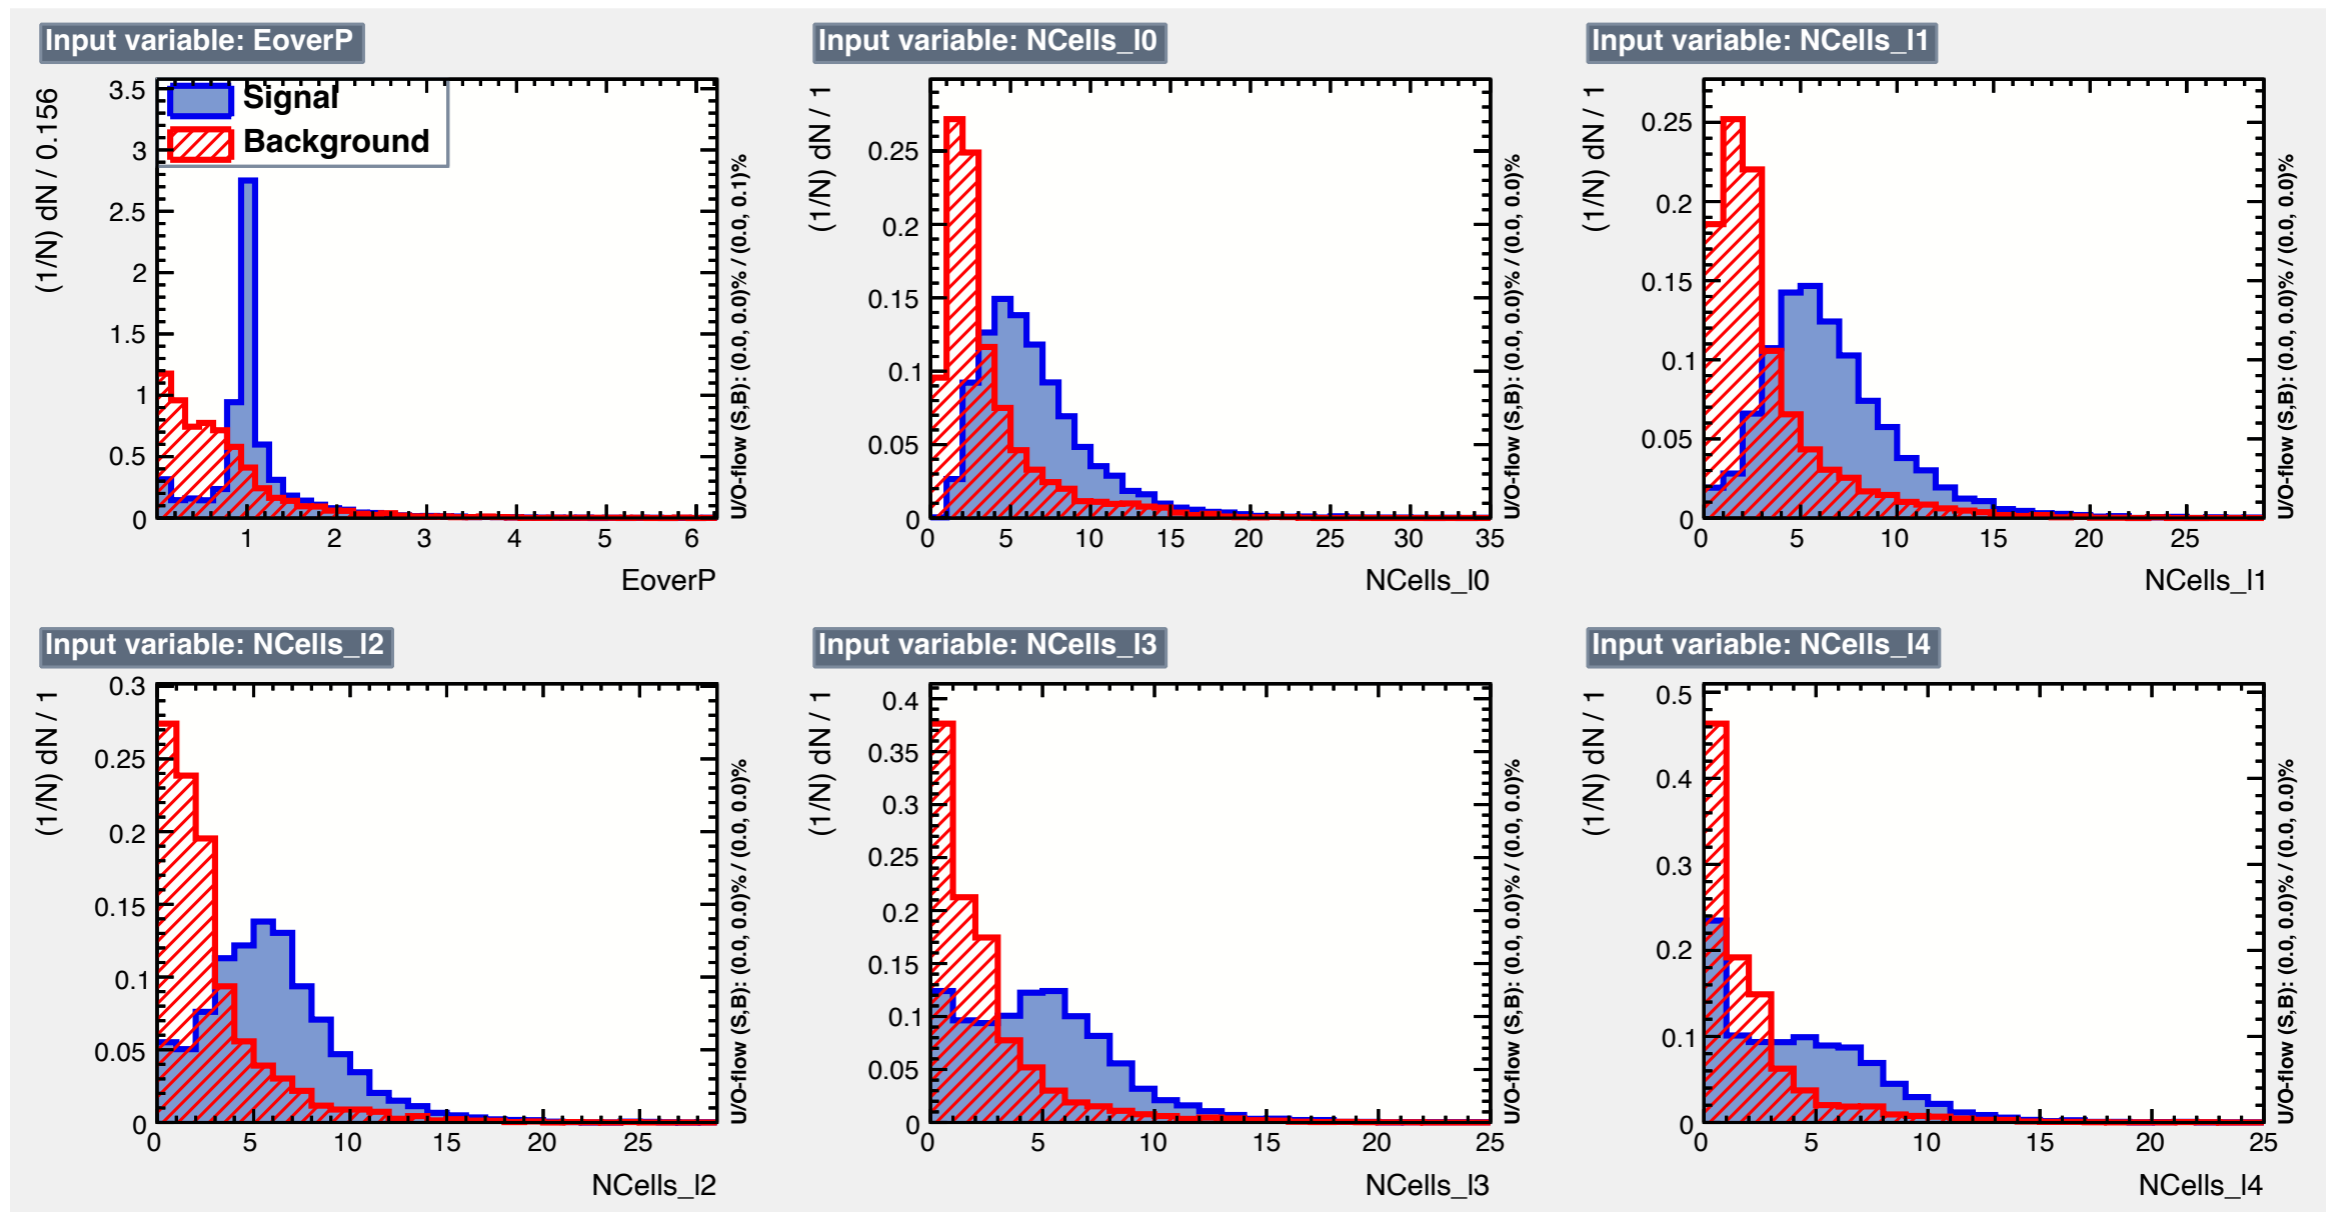 Input variable: EoverP
(1/N) dN / 0.156
3.5
3
2.5
2
1.5
1
0.5
0
Signal
Background
1 2 3 4 5 6
EoverP
U/O-flow (S,B): (0.0, 0.0)% / (0.0, 0.1)%
Input variable: NCells_l0
(1/N) dN / 1
0.25
0.2
0.15
0.1
0.05
0
0 5 10 15 20 25 30 35
NCells_l0
U/O-flow (S,B): (0.0, 0.0)% / (0.0, 0.0)%
Input variable: NCells_l1
(1/N) dN / 1
0.25
0.2
0.15
0.1
0.05
0
0 5 10 15 20 25
NCells_l1
U/O-flow (S,B): (0.0, 0.0)% / (0.0, 0.0)%
Input variable: NCells_l2
(1/N) dN / 1
0.3
0.25
0.2
0.15
0.1
0.05
0
0 5 10 15 20 25
NCells_l2
U/O-flow (S,B): (0.0, 0.0)% / (0.0, 0.0)%
Input variable: NCells_l3
(1/N) dN / 1
0.4
0.35
0.3
0.25
0.2
0.15
0.1
0.05
0
0 5 10 15 20 25
NCells_l3
U/O-flow (S,B): (0.0, 0.0)% / (0.0, 0.0)%
Input variable: NCells_l4
(1/N) dN / 1
0.5
0.4
0.3
0.2
0.1
0
0 5 10 15 20 25
NCells_l4
U/O-flow (S,B): (0.0, 0.0)% / (0.0, 0.0)%